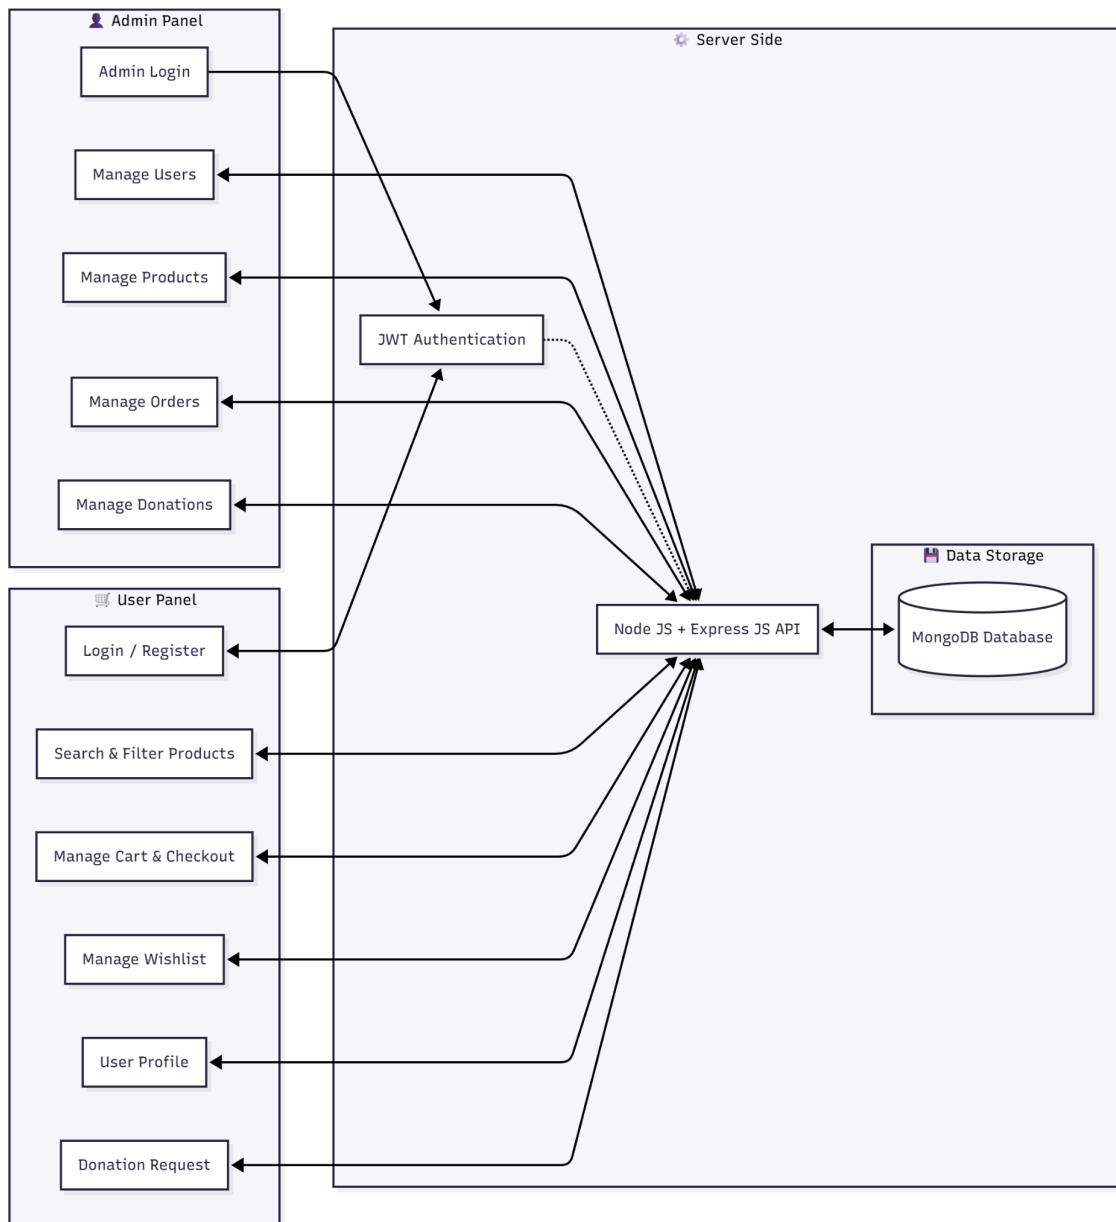 Admin Panel
Admin Login
Manage Users
Manage Products
Manage Orders
Manage Donations
User Panel
Login / Register
Search & Filter Products
Manage Cart & Checkout
Manage Wishlist
User Profile
Donation Request
Server Side
JWT Authentication
Node JS + Express JS API
Data Storage
MongoDB Database